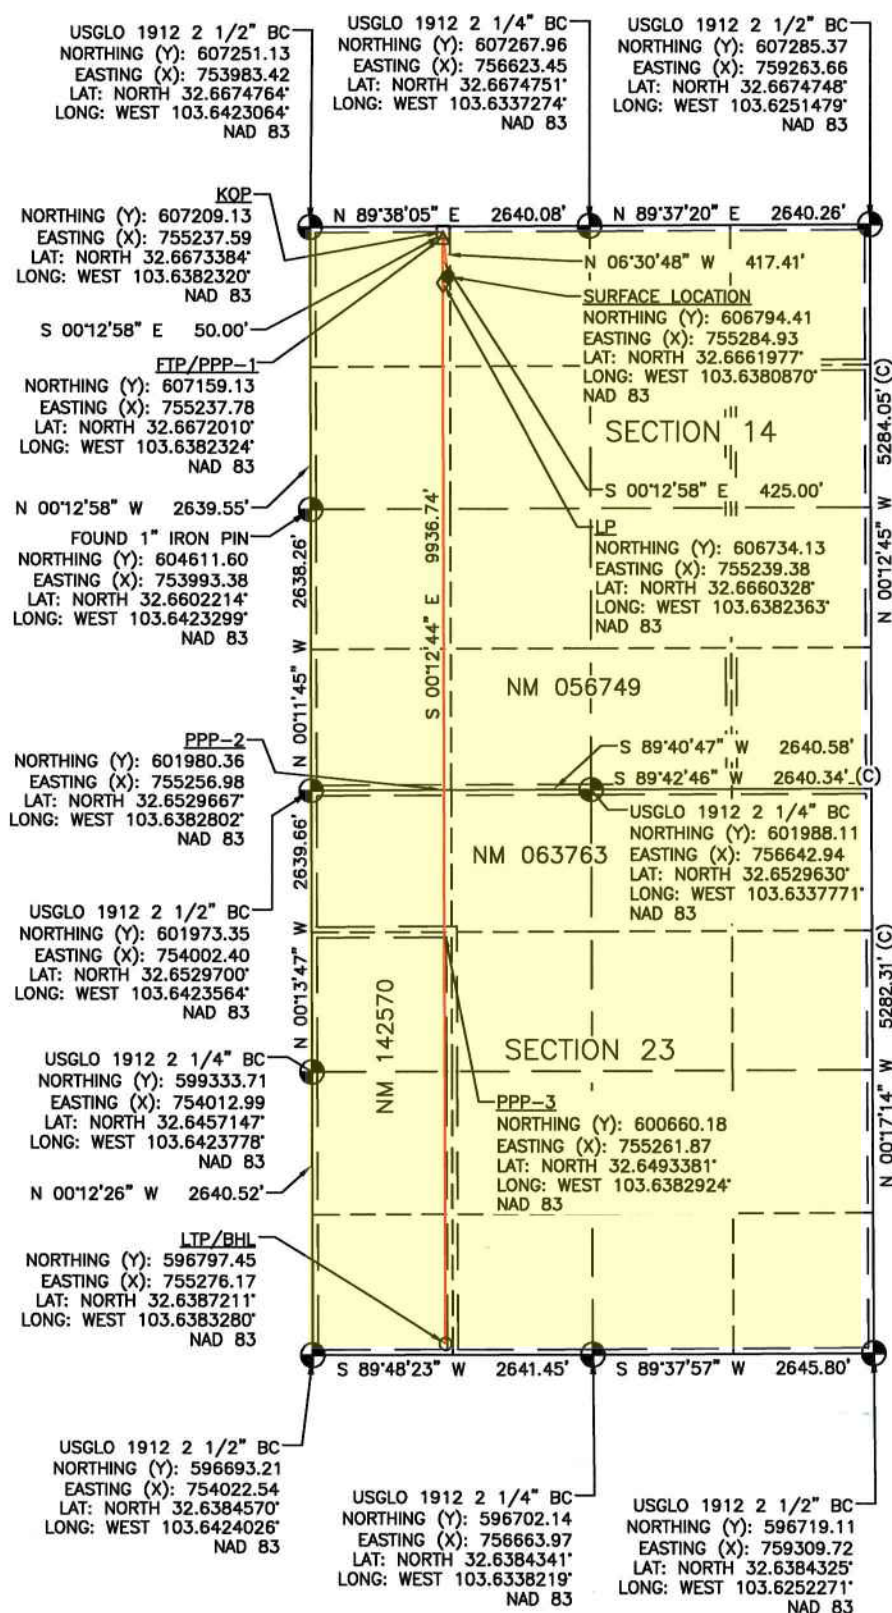 USGLO 1912 2 1/2" BC
NORTHING (Y): 607251.13
EASTING (X): 753983.42
LAT: NORTH 32.6674764°
LONG: WEST 103.6423064°
NAD 83
USGLO 1912 2 1/4" BC
NORTHING (Y): 607267.96
EASTING (X): 756623.45
LAT: NORTH 32.6674751°
LONG: WEST 103.6337274°
NAD 83
USGLO 1912 2 1/2" BC
NORTHING (Y): 607285.37
EASTING (X): 759263.66
LAT: NORTH 32.6674748°
LONG: WEST 103.6251479°
NAD 83
N 89°38'05" E 2640.08'
N 89°37'20" E 2640.26'
KOP
NORTHING (Y): 607209.13
EASTING (X): 755237.59
LAT: NORTH 32.6673384°
LONG: WEST 103.6382320°
NAD 83
N 06°30'48" W 417.41'
SURFACE LOCATION
NORTHING (Y): 606794.41
EASTING (X): 755284.93
LAT: NORTH 32.6661977°
LONG: WEST 103.6380870°
NAD 83
S 00°12'58" E 50.00'
FTP/PPP-1
NORTHING (Y): 607159.13
EASTING (X): 755237.78
LAT: NORTH 32.6672010°
LONG: WEST 103.6382324°
NAD 83
SECTION 14
N 00°12'45" W 5284.05' (C)
S 00°12'58" E 425.00'
N 00°12'58" W 2639.55'
FOUND 1" IRON PIN
NORTHING (Y): 604611.60
EASTING (X): 753993.38
LAT: NORTH 32.6602214°
LONG: WEST 103.6423299°
NAD 83
LP
NORTHING (Y): 606734.13
EASTING (X): 755239.38
LAT: NORTH 32.6660328°
LONG: WEST 103.6382363°
NAD 83
N 00°11'45" W 2638.26'
S 00°12'44" E 9936.74'
NM 056749
PPP-2
NORTHING (Y): 601980.36
EASTING (X): 755256.98
LAT: NORTH 32.6529667°
LONG: WEST 103.6382802°
NAD 83
S 89°40'47" W 2640.58'
S 89°42'46" W 2640.34' (C)
USGLO 1912 2 1/4" BC
NORTHING (Y): 601988.11
EASTING (X): 756642.94
LAT: NORTH 32.6529630°
LONG: WEST 103.6337771°
NAD 83
NM 063763
USGLO 1912 2 1/2" BC
NORTHING (Y): 601973.35
EASTING (X): 754002.40
LAT: NORTH 32.6529700°
LONG: WEST 103.6423564°
NAD 83
N 00°13'47" W 2639.66'
NM 142570
SECTION 23
N 00°17'14" W 5282.31' (C)
USGLO 1912 2 1/4" BC
NORTHING (Y): 599333.71
EASTING (X): 754012.99
LAT: NORTH 32.6457147°
LONG: WEST 103.6423778°
NAD 83
PPP-3
NORTHING (Y): 600660.18
EASTING (X): 755261.87
LAT: NORTH 32.6493381°
LONG: WEST 103.6382924°
NAD 83
N 00°12'26" W 2640.52'
LTP/BHL
NORTHING (Y): 596797.45
EASTING (X): 755276.17
LAT: NORTH 32.6387211°
LONG: WEST 103.6383280°
NAD 83
S 89°48'23" W 2641.45'
S 89°37'57" W 2645.80'
USGLO 1912 2 1/2" BC
NORTHING (Y): 596693.21
EASTING (X): 754022.54
LAT: NORTH 32.6384570°
LONG: WEST 103.6424026°
NAD 83
USGLO 1912 2 1/4" BC
NORTHING (Y): 596702.14
EASTING (X): 756663.97
LAT: NORTH 32.6384341°
LONG: WEST 103.6338219°
NAD 83
USGLO 1912 2 1/2" BC
NORTHING (Y): 596719.11
EASTING (X): 759309.72
LAT: NORTH 32.6384325°
LONG: WEST 103.6252271°
NAD 83